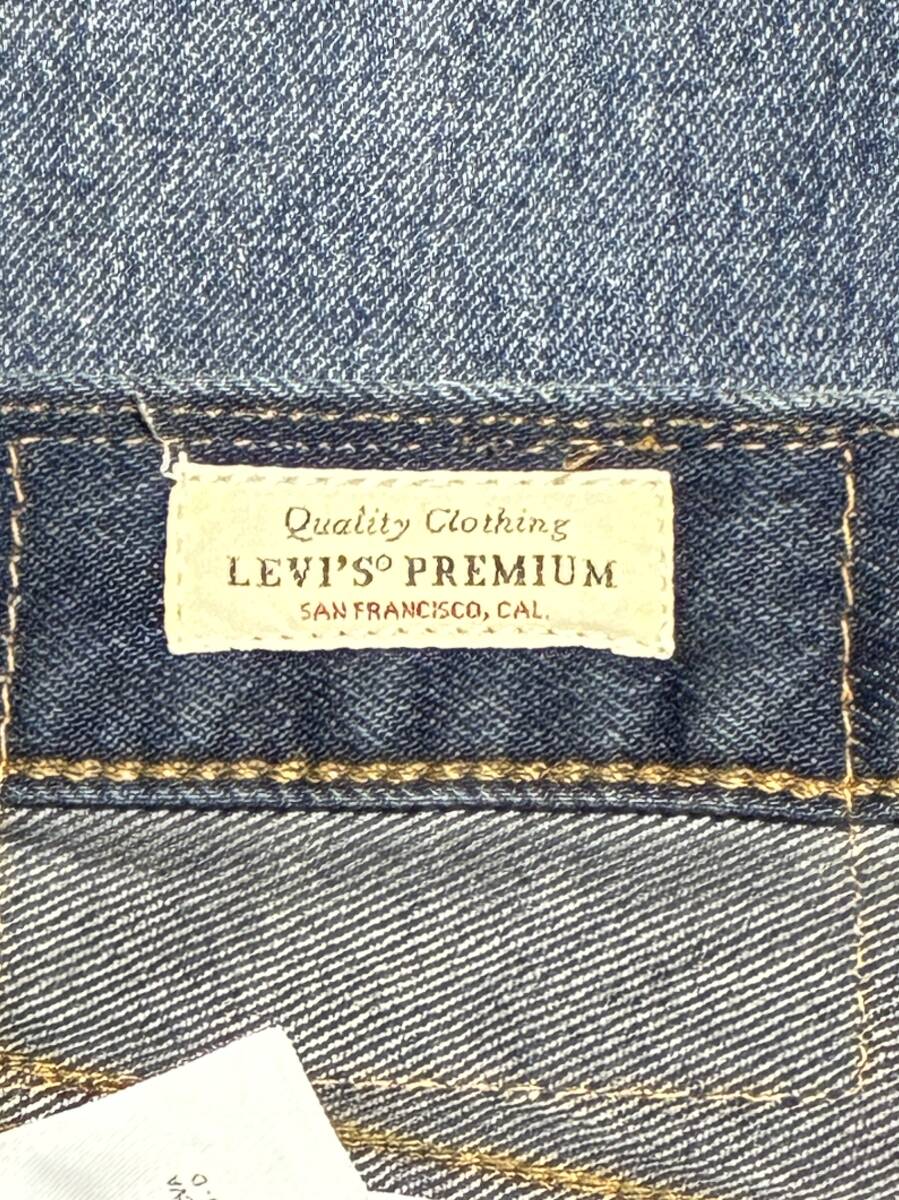 Quality Clothing
LEVI'S® PREMIUM
SAN FRANCISCO, CAL.